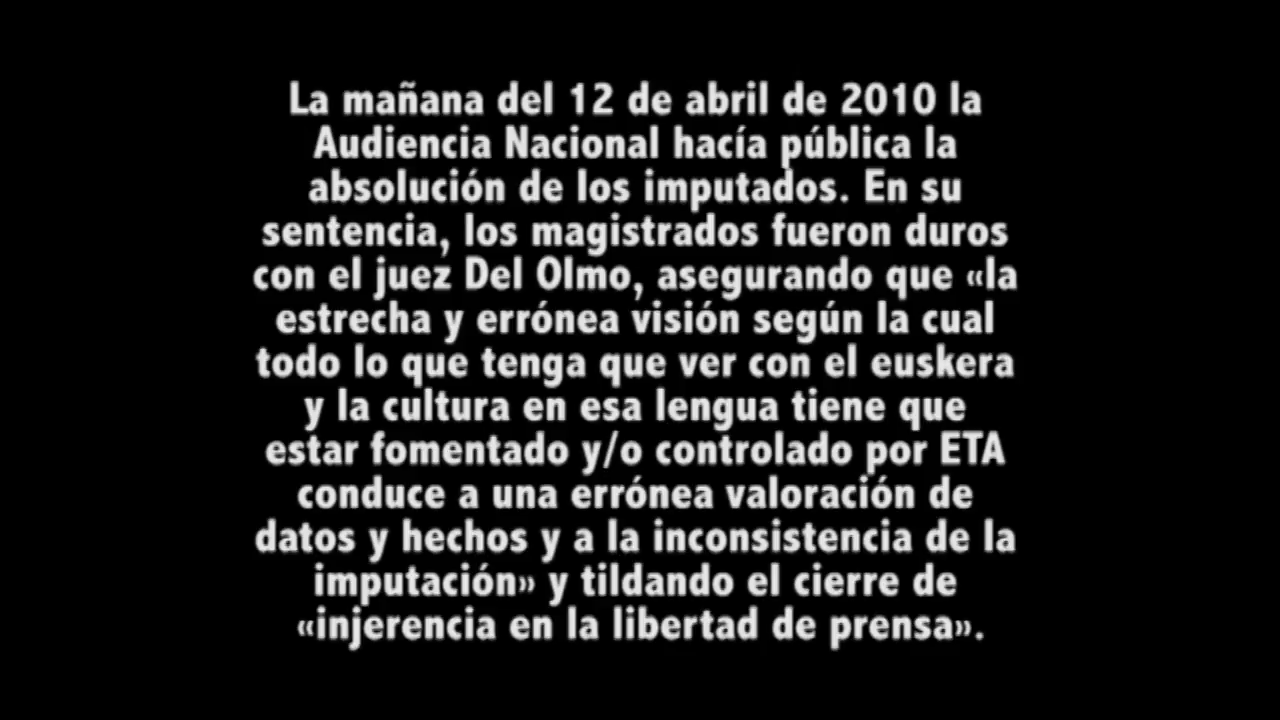 La mañana del 12 de abril de 2010 la
Audiencia Nacional hacía pública la
absolución de los imputados. En su
sentencia, los magistrados fueron duros
con el juez Del Olmo, asegurando que «la
estrecha y errónea visión según la cual
todo lo que tenga que ver con el euskera
y la cultura en esa lengua tiene que
estar fomentado y/o controlado por ETA
conduce a una errónea valoración de
datos y hechos y a la inconsistencia de la
imputación» y tildando el cierre de
«injerencia en la libertad de prensa».